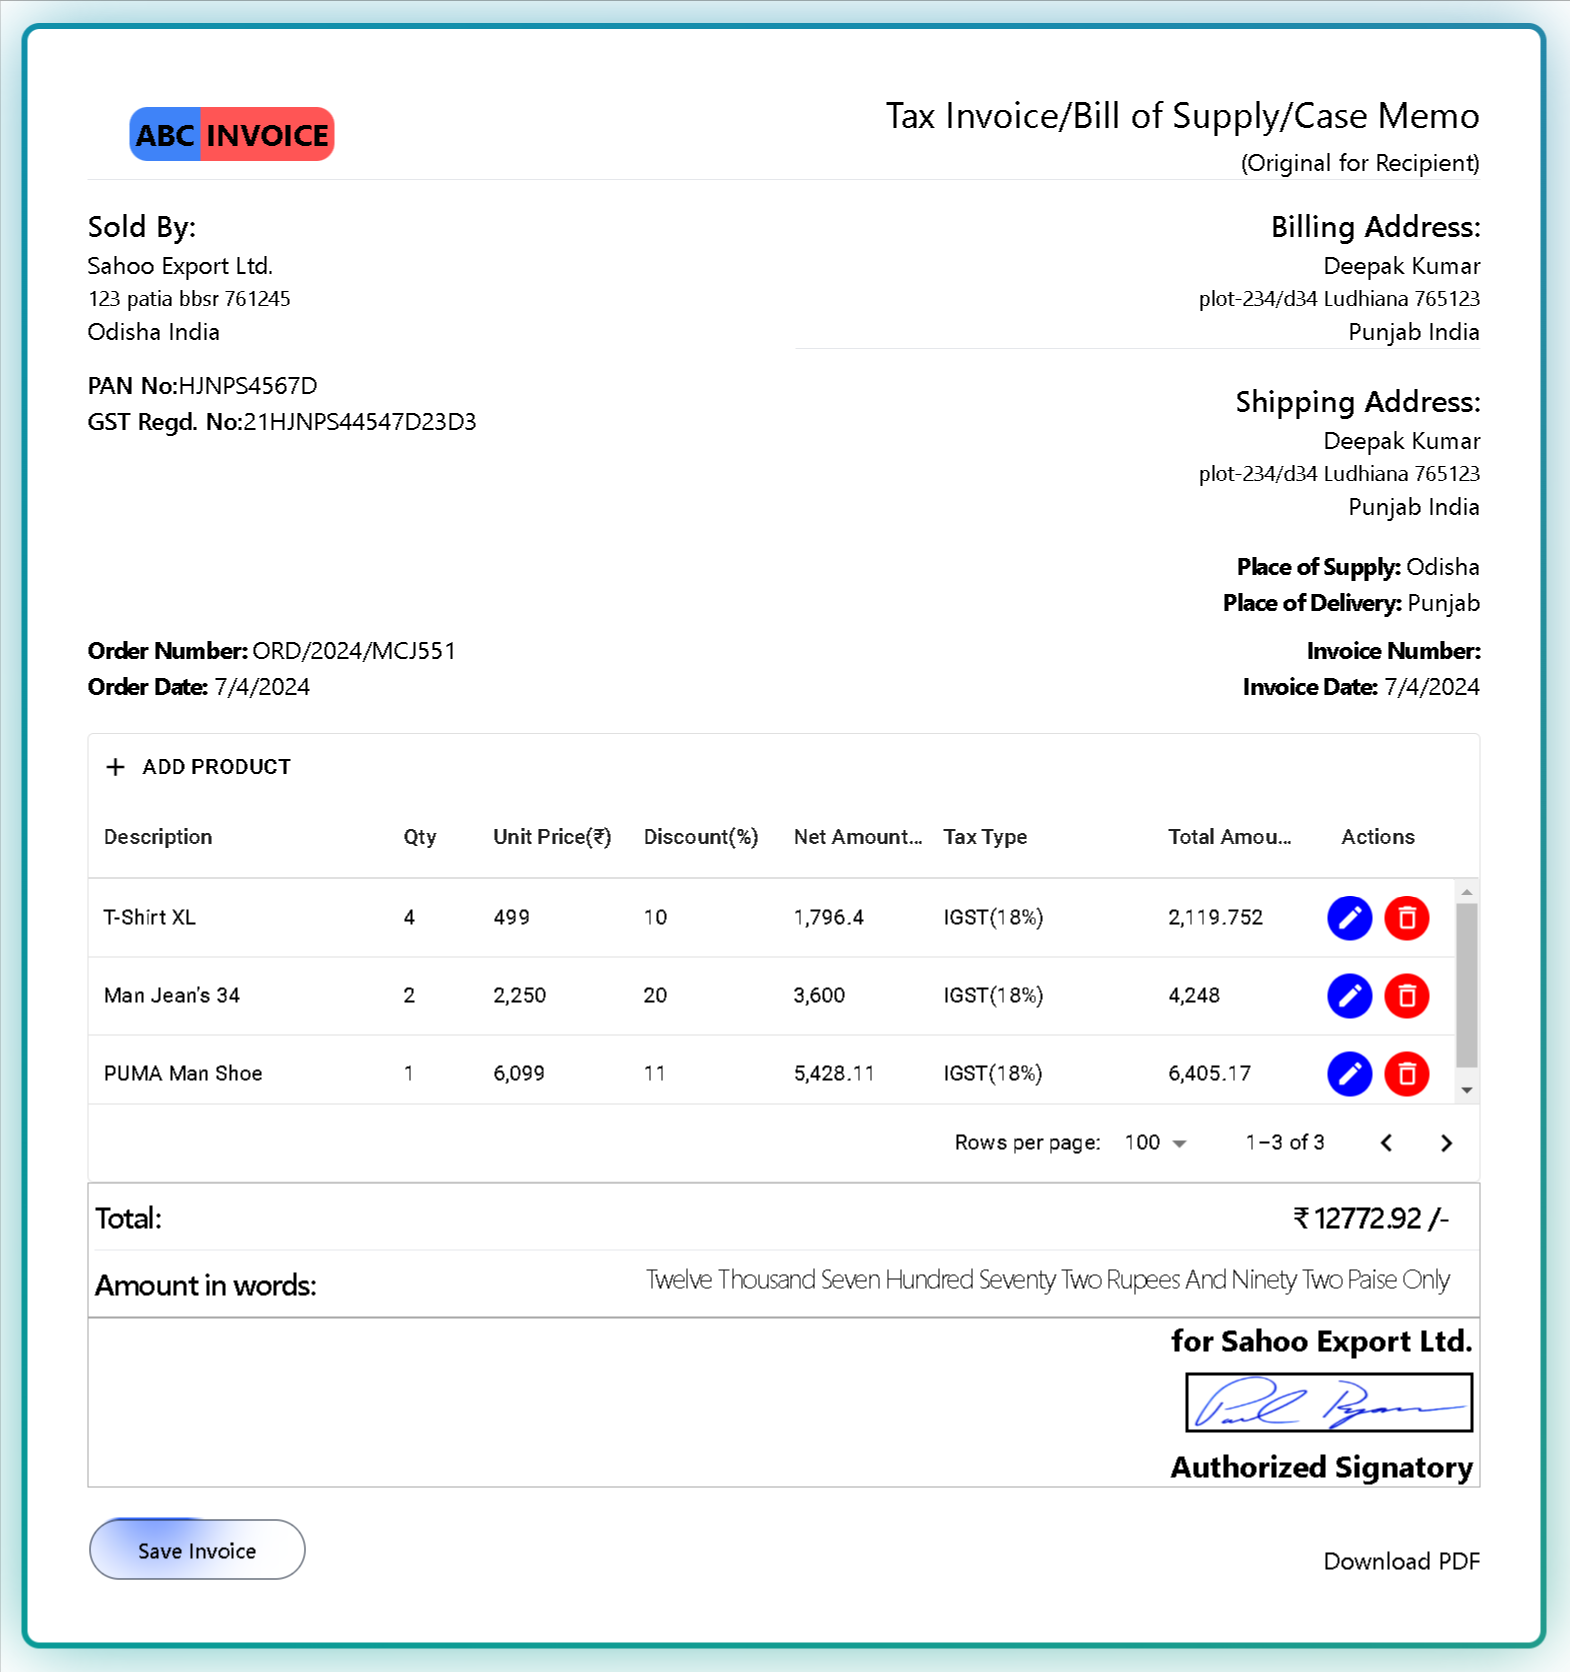 ABC INVOICE
Tax Invoice/Bill of Supply/Case Memo
(Original for Recipient)
Sold By:
Sahoo Export Ltd.
123 patia bbsr 761245
Odisha India
PAN No:HJNPS4567D
GST Regd. No:21HJNPS44547D23D3
Billing Address:
Deepak Kumar
plot-234/d34 Ludhiana 765123
Punjab India
Shipping Address:
Deepak Kumar
plot-234/d34 Ludhiana 765123
Punjab India
Place of Supply: Odisha
Place of Delivery: Punjab
Order Number: ORD/2024/MCJ551
Order Date: 7/4/2024
Invoice Number:
Invoice Date: 7/4/2024
+ ADD PRODUCT
Description Qty Unit Price(₹) Discount(%) Net Amount... Tax Type Total Amou... Actions
T-Shirt XL 4 499 10 1,796.4 IGST(18%) 2,119.752
Man Jean's 34 2 2,250 20 3,600 IGST(18%) 4,248
PUMA Man Shoe 1 6,099 11 5,428.11 IGST(18%) 6,405.17
Rows per page: 100 1–3 of 3
Total: ₹ 12772.92 /-
Amount in words: Twelve Thousand Seven Hundred Seventy Two Rupees And Ninety Two Paise Only
for Sahoo Export Ltd.
Paul Ryan
Authorized Signatory
Save Invoice
Download PDF